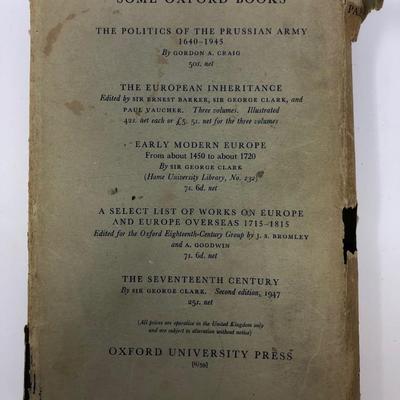 SOME OXFORD BOOKS
THE POLITICS OF THE PRUSSIAN ARMY
1640–1945
By GORDON A. CRAIG
50s. net
THE EUROPEAN INHERITANCE
Edited by SIR ERNEST BARKER, SIR GEORGE CLARK, and
PAUL VAUCHER. Three volumes. Illustrated
42s. net each or £5. 5s. net for the three volumes
EARLY MODERN EUROPE
From about 1450 to about 1720
By SIR GEORGE CLARK
(Home University Library, No. 232)
7s. 6d. net
A SELECT LIST OF WORKS ON EUROPE
AND EUROPE OVERSEAS 1715–1815
Edited for the Oxford Eighteenth-Century Group by J. S. BROMLEY
and A. GOODWIN
7s. 6d. net
THE SEVENTEENTH CENTURY
By SIR GEORGE CLARK. Second edition, 1947
25s. net
(All prices are operative in the United Kingdom only
and are subject to alteration without notice)
OXFORD UNIVERSITY PRESS